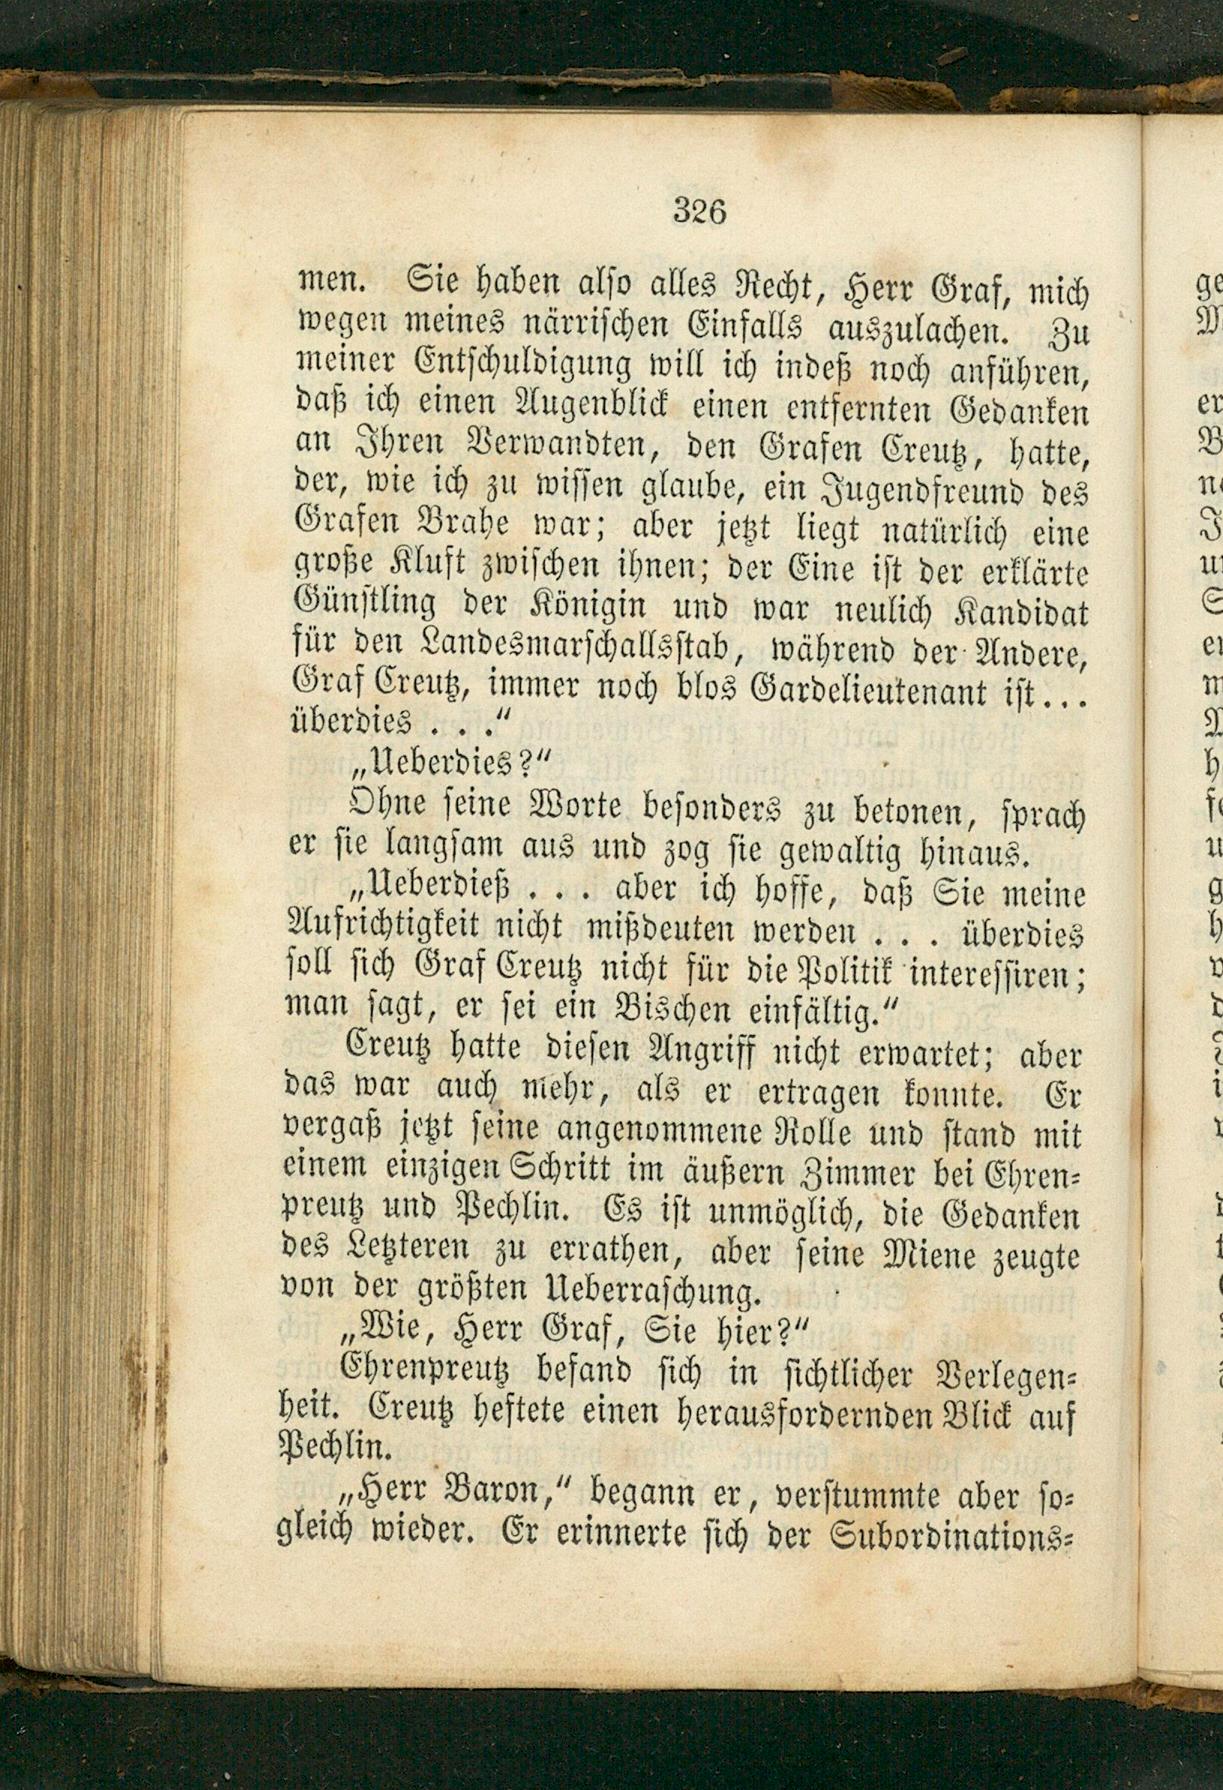 326
men. Sie haben also alles Recht, Herr Graf, mich
wegen meines närrischen Einfalls auszulachen. Zu
meiner Entschuldigung will ich indeß noch anführen,
daß ich einen Augenblick einen entfernten Gedanken
an Ihren Verwandten, den Grafen Creutz, hatte,
der, wie ich zu wissen glaube, ein Jugendfreund des
Grafen Brahe war; aber jetzt liegt natürlich eine
große Kluft zwischen ihnen; der Eine ist der erklärte
Günstling der Königin und war neulich Kandidat
für den Landesmarschallsstab, während der Andere,
Graf Creutz, immer noch blos Gardelieutenant ist...
überdies . . .“
„Ueberdies?“
Ohne seine Worte besonders zu betonen, sprach
er sie langsam aus und zog sie gewaltig hinaus.
„Ueberdieß . . . aber ich hoffe, daß Sie meine
Aufrichtigkeit nicht mißdeuten werden . . . überdies
soll sich Graf Creutz nicht für die Politik interessiren;
man sagt, er sei ein Bischen einfältig.“
Creutz hatte diesen Angriff nicht erwartet; aber
das war auch mehr, als er ertragen konnte. Er
vergaß jetzt seine angenommene Rolle und stand mit
einem einzigen Schritt im äußern Zimmer bei Ehren-
preutz und Pechlin. Es ist unmöglich, die Gedanken
des Letzteren zu errathen, aber seine Miene zeugte
von der größten Ueberraschung.
„Wie, Herr Graf, Sie hier?“
Ehrenpreutz befand sich in sichtlicher Verlegen-
heit. Creutz heftete einen herausfordernden Blick auf
Pechlin.
„Herr Baron,“ begann er, verstummte aber so-
gleich wieder. Er erinnerte sich der Subordinations-